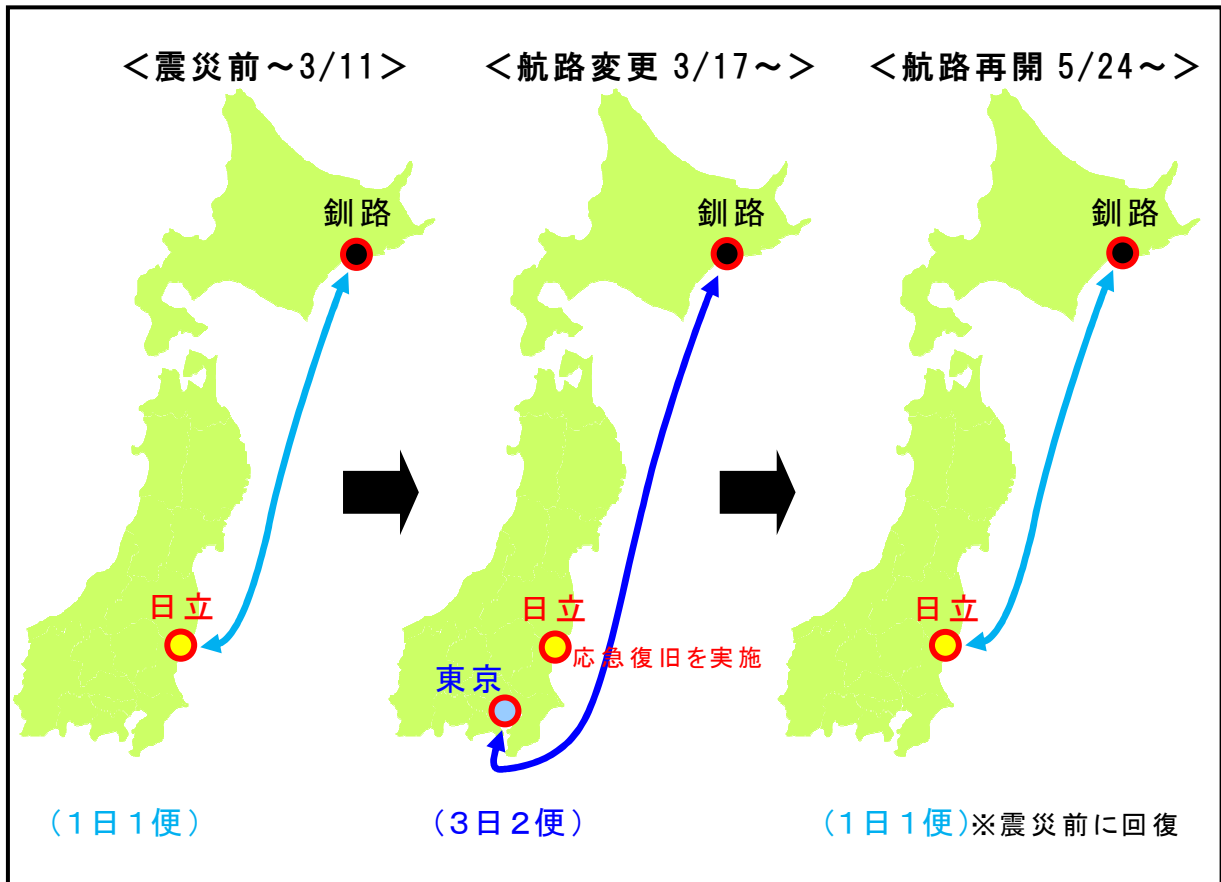 ＜震災前～3/11＞
＜航路変更 3/17～＞
＜航路再開 5/24～＞
釧路
釧路
釧路
日立
日立
日立
応急復旧を実施
東京
（１日１便）
（３日２便）
（１日１便）※震災前に回復